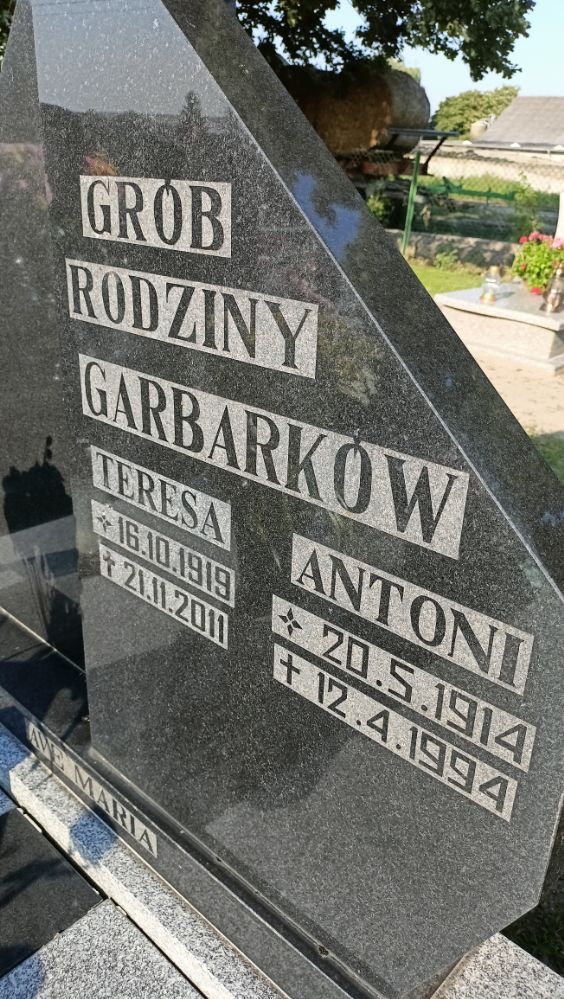 GRÓB
RODZINY
GARBARKÓW
TERESA
16.10.1919
† 21.11.2011
ANTONI
20.5.1914
† 12.4.1994
AVE MARIA